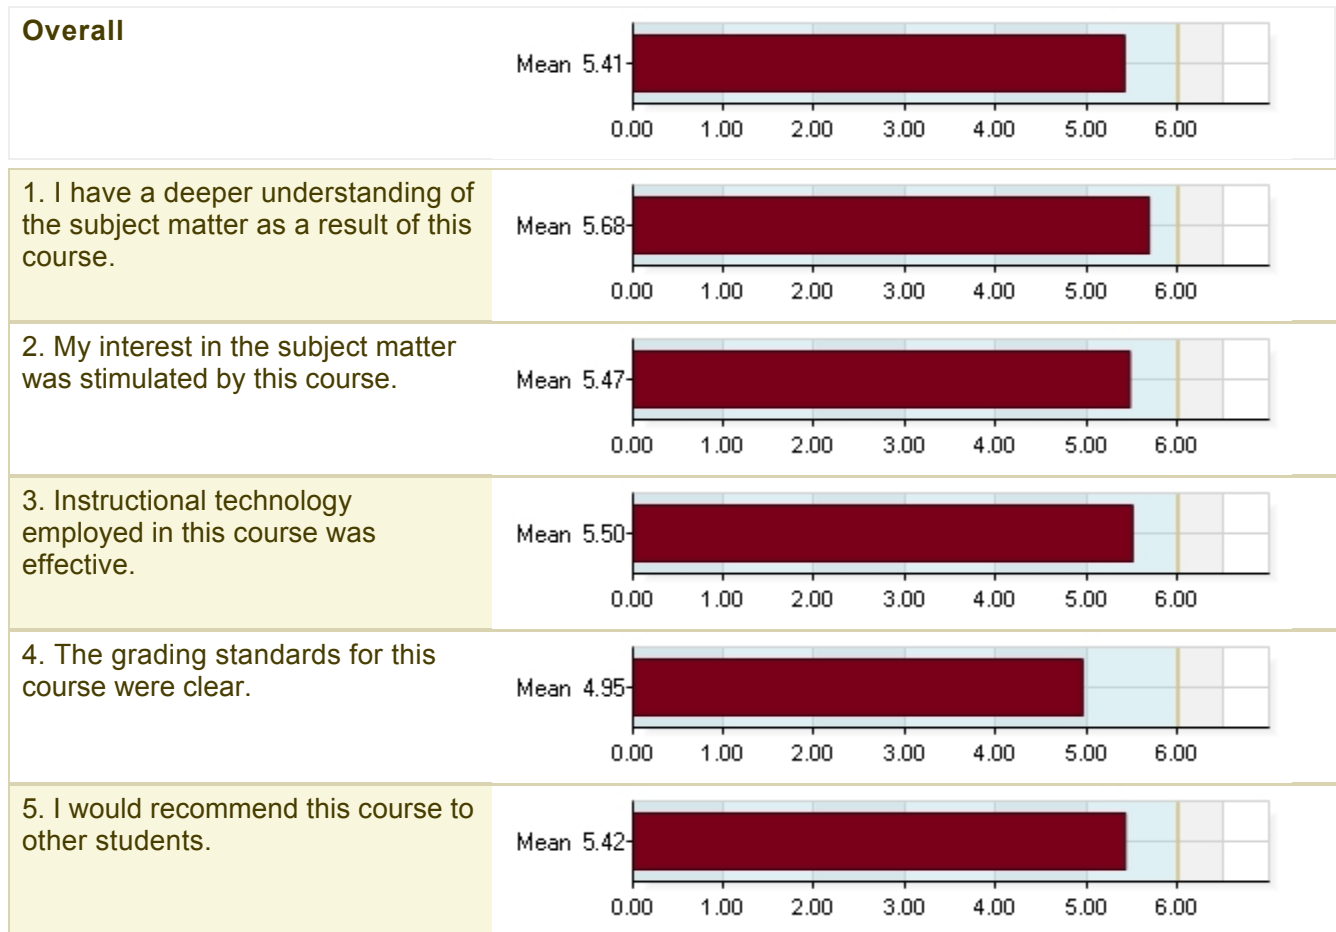 Overall
Mean 5.41
0.00 1.00 2.00 3.00 4.00 5.00 6.00
1. I have a deeper understanding of
the subject matter as a result of this
course.
Mean 5.68
0.00 1.00 2.00 3.00 4.00 5.00 6.00
2. My interest in the subject matter
was stimulated by this course.
Mean 5.47
0.00 1.00 2.00 3.00 4.00 5.00 6.00
3. Instructional technology
employed in this course was
effective.
Mean 5.50
0.00 1.00 2.00 3.00 4.00 5.00 6.00
4. The grading standards for this
course were clear.
Mean 4.95
0.00 1.00 2.00 3.00 4.00 5.00 6.00
5. I would recommend this course to
other students.
Mean 5.42
0.00 1.00 2.00 3.00 4.00 5.00 6.00